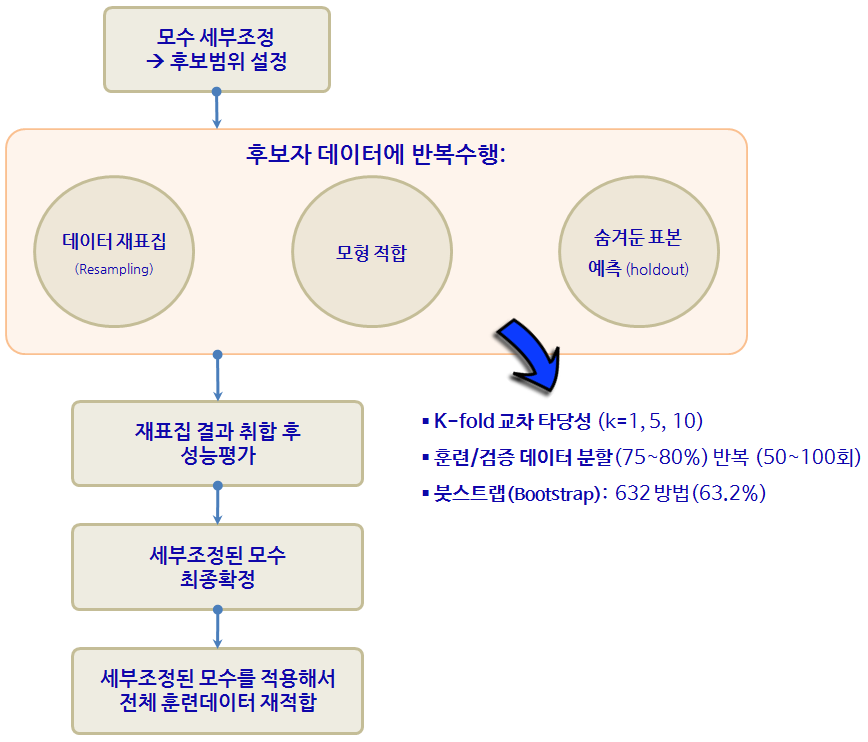 모수 세부조정
→ 후보범위 설정
후보자 데이터에 반복수행:
데이터 재표집
(Resampling)
모형 적합
숨겨둔 표본
예측 (holdout)
▪ K-fold 교차 타당성 (k=1, 5, 10)
▪ 훈련/검증 데이터 분할(75~80%) 반복 (50~100회)
▪ 붓스트랩(Bootstrap): 632 방법(63.2%)
재표집 결과 취합 후
성능평가
세부조정된 모수
최종확정
세부조정된 모수를 적용해서
전체 훈련데이터 재적합